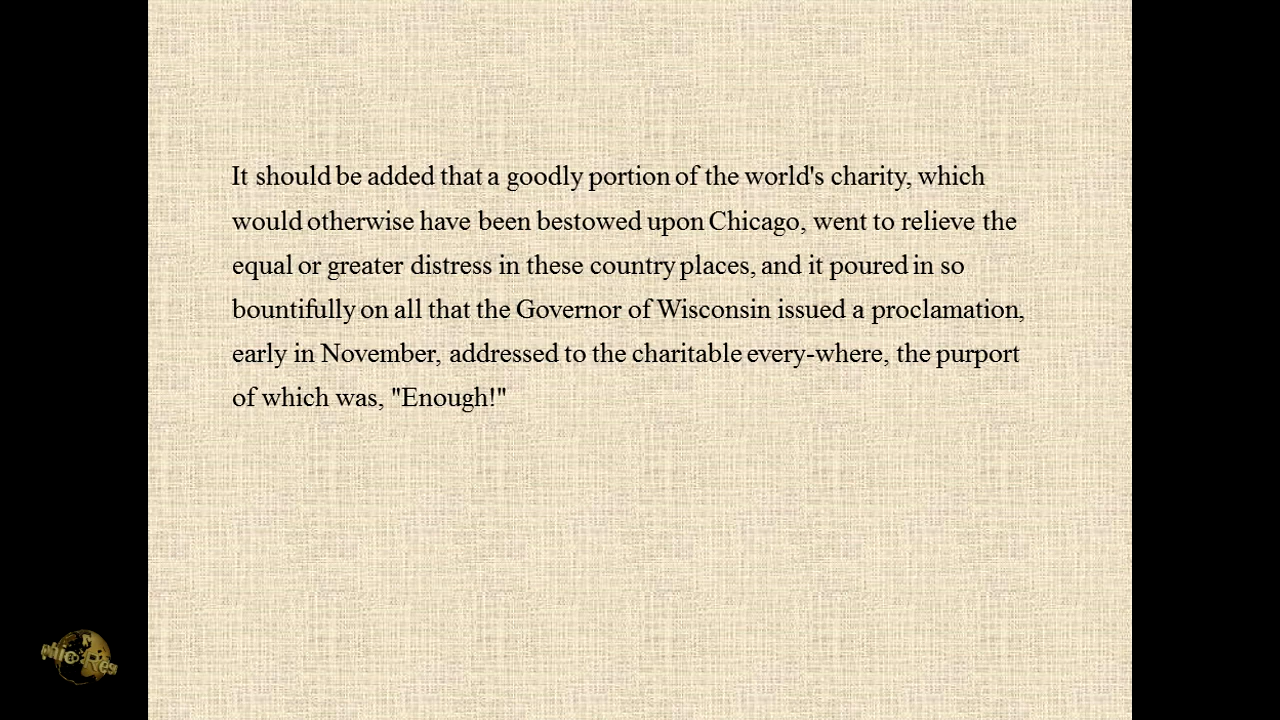 It should be added that a goodly portion of the world's charity, which
would otherwise have been bestowed upon Chicago, went to relieve the
equal or greater distress in these country places, and it poured in so
bountifully on all that the Governor of Wisconsin issued a proclamation,
early in November, addressed to the charitable every-where, the purport
of which was, "Enough!"